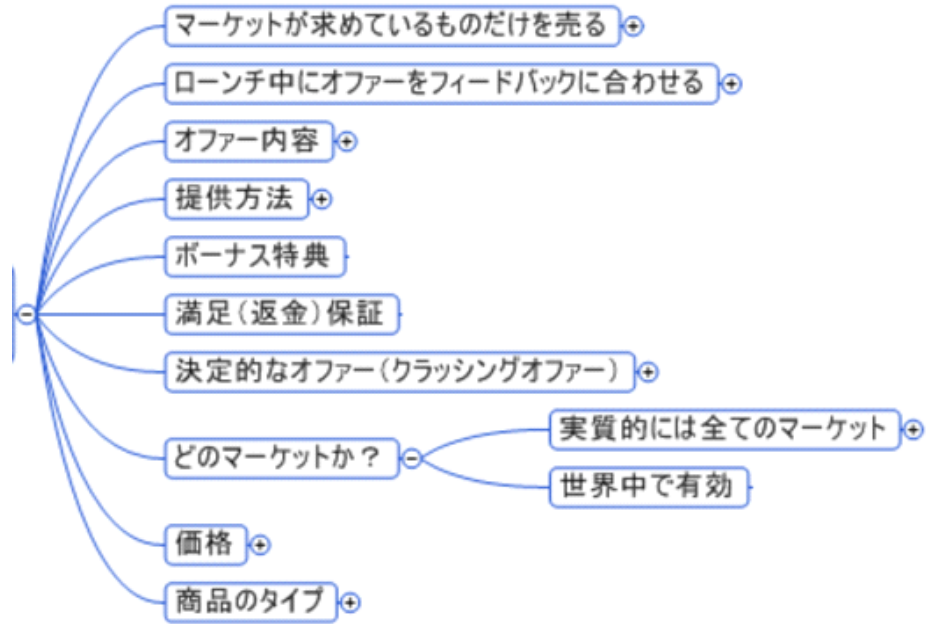 マーケットが求めているものだけを売る
ローンチ中にオファーをフィードバックに合わせる
オファー内容
提供方法
ボーナス特典
満足(返金)保証
決定的なオファー(クラッシングオファー)
どのマーケットか?
実質的には全てのマーケット
世界中で有効
価格
商品のタイプ